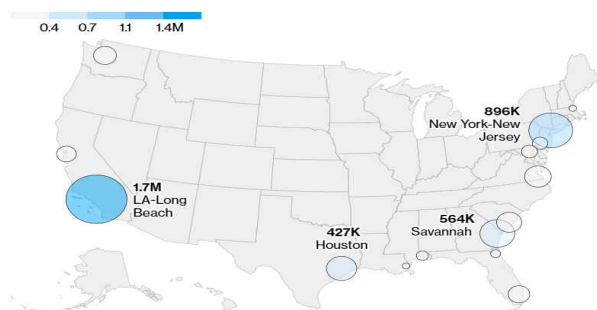 0.4 0.7 1.1 1.4M
896K
New York-New
Jersey
1.7M
LA-Long
Beach
564K
Savannah
427K
Houston